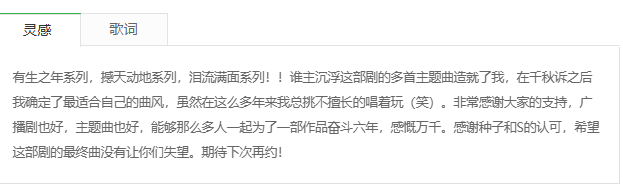 灵感
歌词
有生之年系列，撼天动地系列，泪流满面系列！！谁主沉浮这部剧的多首主题曲造就了我，在千秋诉之后
我确定了最适合自己的曲风，虽然在这么多年来我总挑不擅长的唱着玩（笑）。非常感谢大家的支持，广
播剧也好，主题曲也好，能够那么多人一起为了一部作品奋斗六年，感慨万千。感谢种子和S的认可，希望
这部剧的最终曲没有让你们失望。期待下次再约！